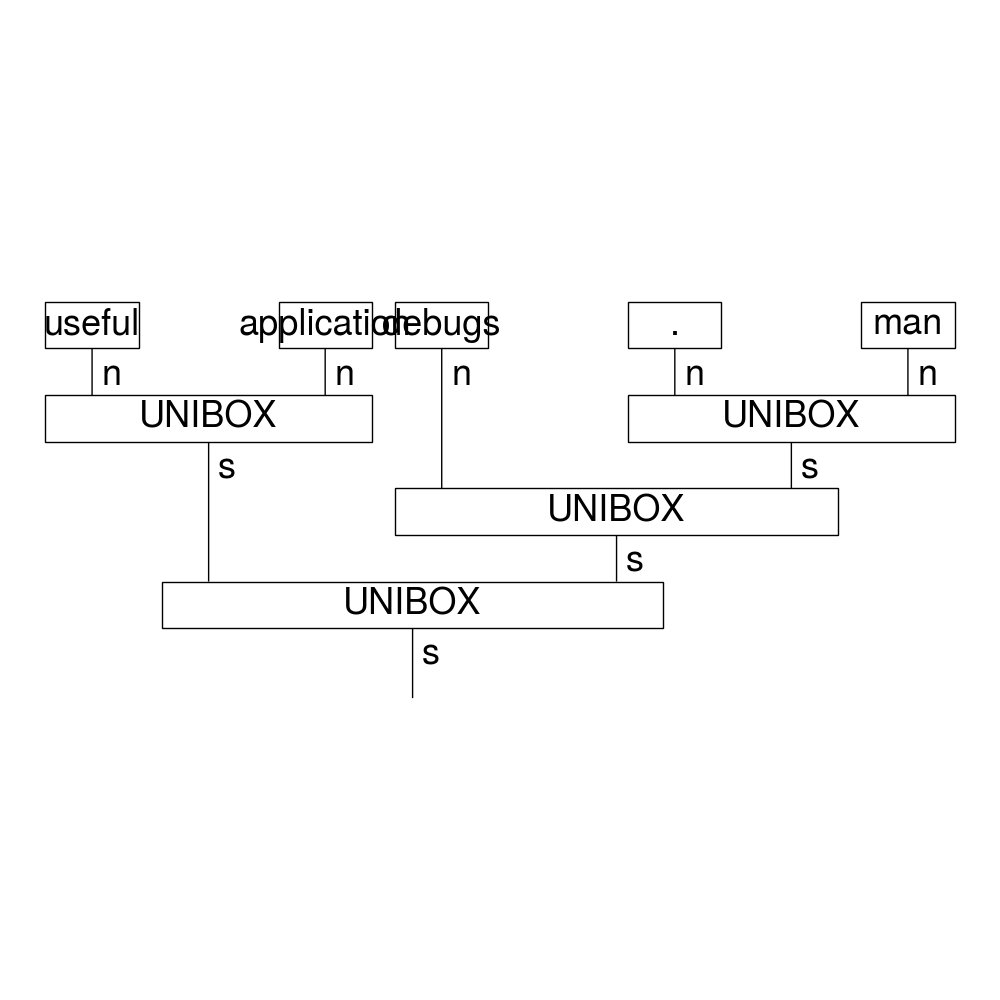 useful application debugs . man
n n n n n
UNIBOX UNIBOX
s s
UNIBOX
s
UNIBOX
s